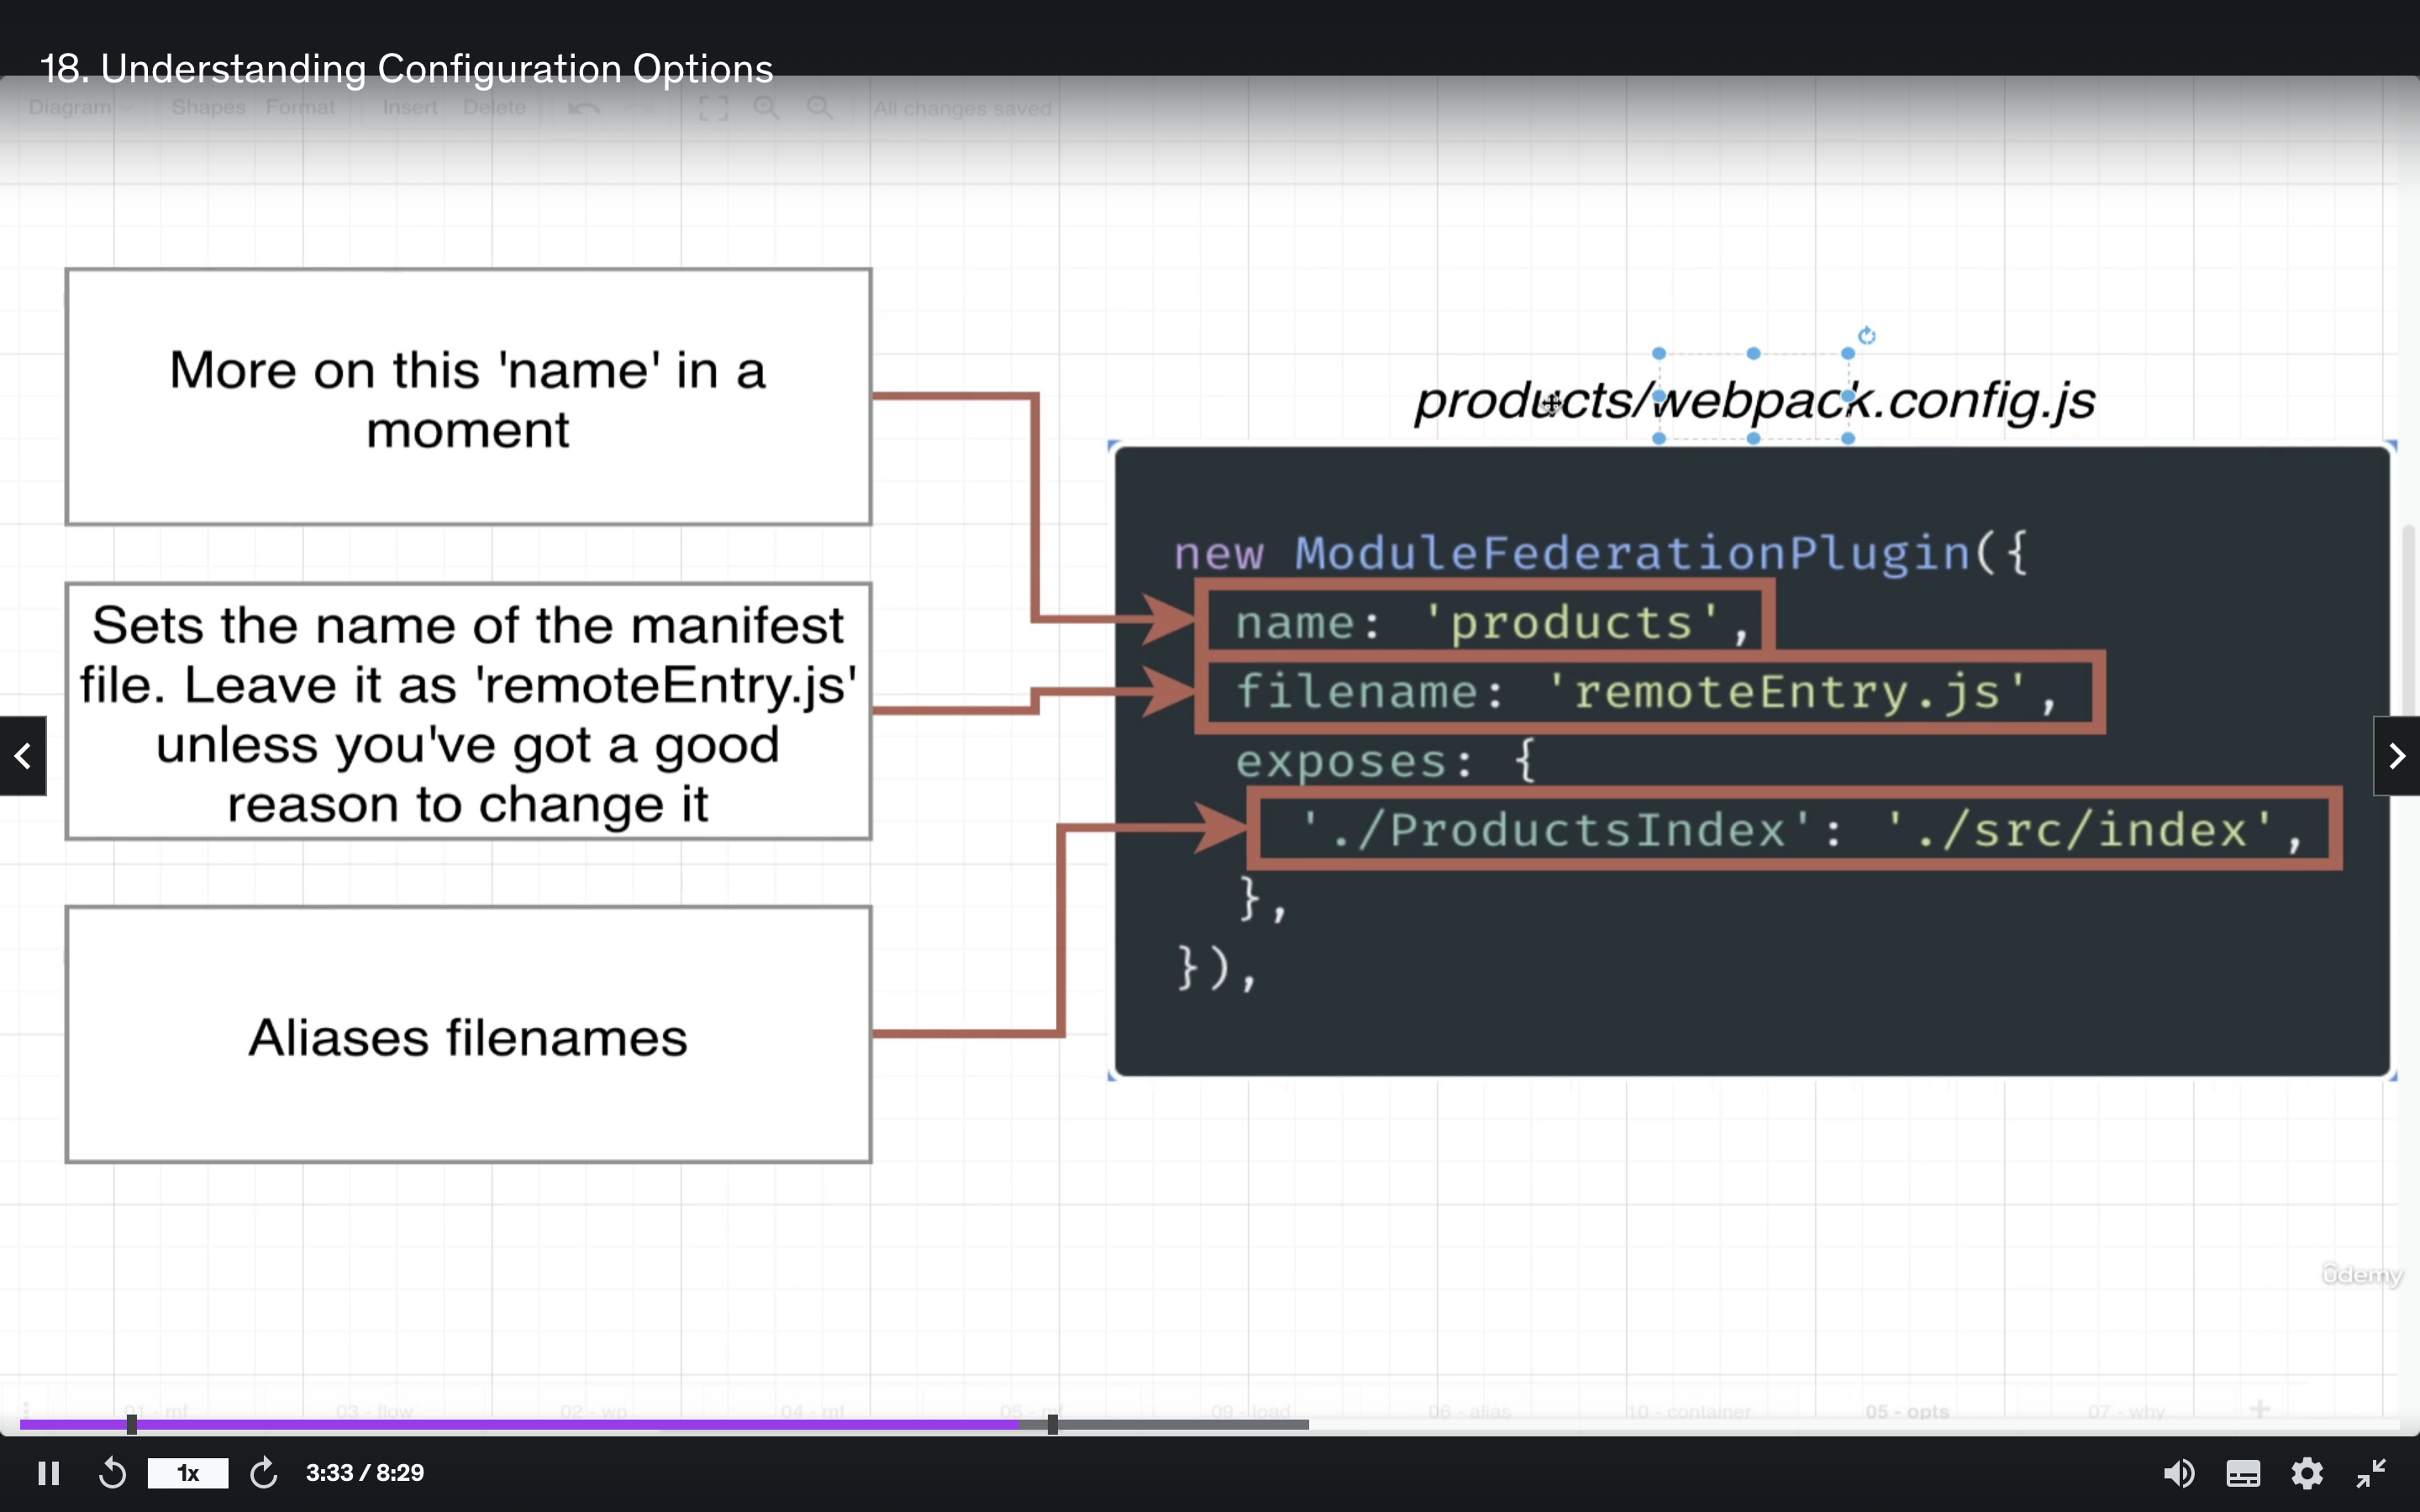 18. Understanding Configuration Options
Diagram Shapes Format Insert Delete All changes saved
More on this 'name' in a
moment
Sets the name of the manifest
file. Leave it as 'remoteEntry.js'
unless you've got a good
reason to change it
Aliases filenames
products/webpack.config.js
new ModuleFederationPlugin({
name: 'products',
filename: 'remoteEntry.js',
exposes: {
'./ProductsIndex': './src/index',
},
}),
ûdemy
01 - mf 03 - flow 02 - wp 04 - mf 05 - mf 09 - load 06 - alias 10 - container 05 - opts 07 - why
1x 3:33 / 8:29